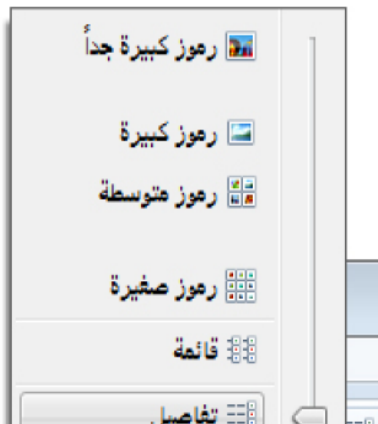 رموز كبيرة جداً
رموز كبيرة
رموز متوسطة
رموز صغيرة
قائمة
تفاصيل